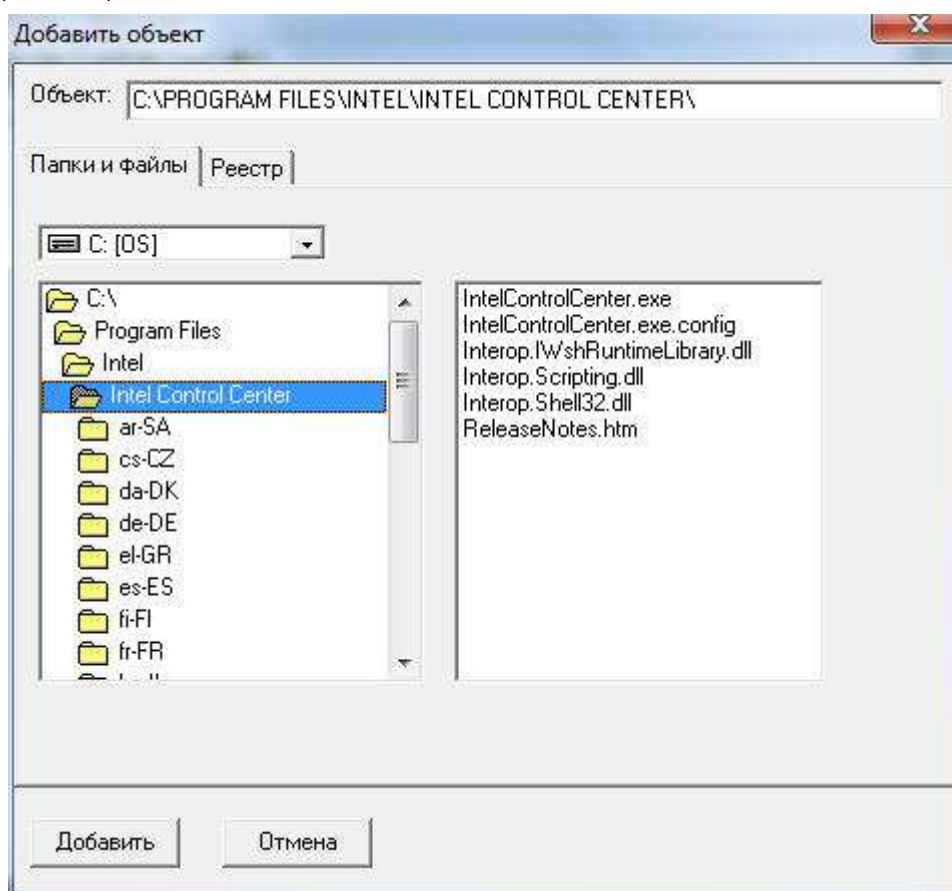 Добавить объект
Объект: C:\PROGRAM FILES\INTEL\INTEL CONTROL CENTER\
Папки и файлы Реестр
C: [OS]
C:\
Program Files
Intel
Intel Control Center
ar-SA
cs-CZ
da-DK
de-DE
el-GR
es-ES
fi-FI
fr-FR
IntelControlCenter.exe
IntelControlCenter.exe.config
Interop.IWshRuntimeLibrary.dll
Interop.Scripting.dll
Interop.Shell32.dll
ReleaseNotes.htm
Добавить Отмена